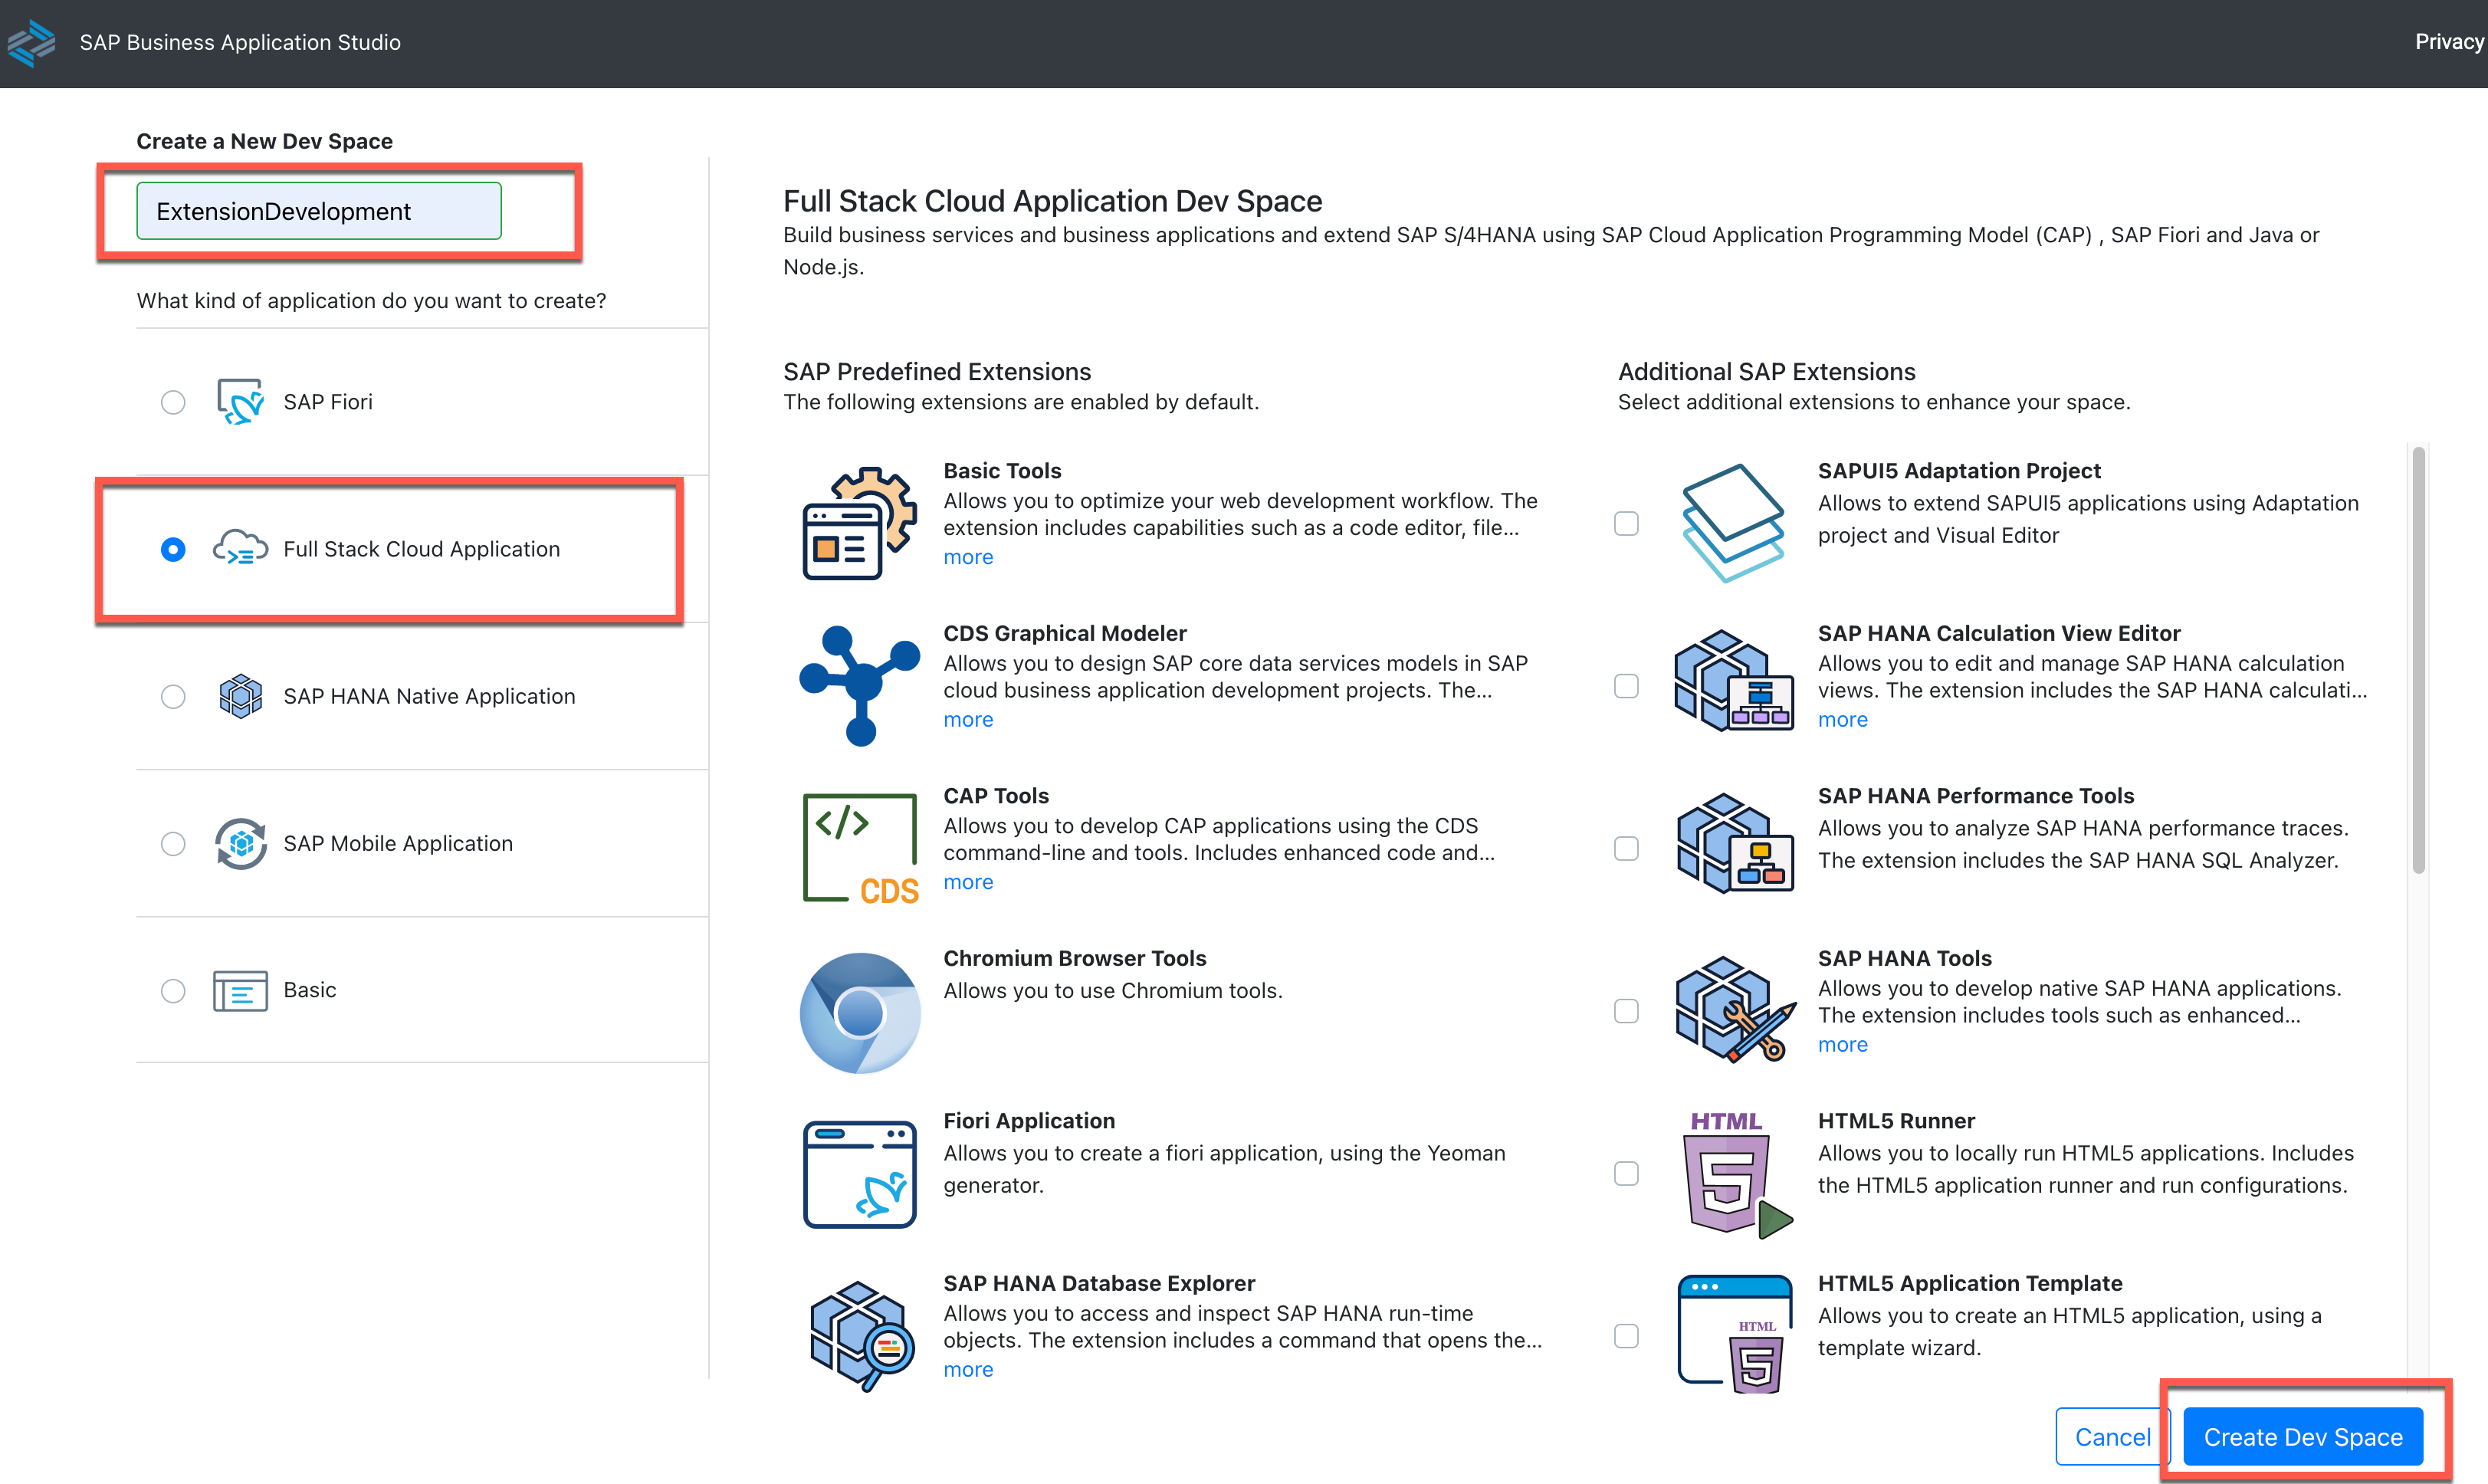 SAP Business Application Studio
Privacy
Create a New Dev Space
ExtensionDevelopment
What kind of application do you want to create?
SAP Fiori
Full Stack Cloud Application
SAP HANA Native Application
SAP Mobile Application
Basic
Full Stack Cloud Application Dev Space
Build business services and business applications and extend SAP S/4HANA using SAP Cloud Application Programming Model (CAP) , SAP Fiori and Java or
Node.js.
SAP Predefined Extensions
The following extensions are enabled by default.
Basic Tools
Allows you to optimize your web development workflow. The
extension includes capabilities such as a code editor, file...
more
CDS Graphical Modeler
Allows you to design SAP core data services models in SAP
cloud business application development projects. The...
more
</>
CDS
CAP Tools
Allows you to develop CAP applications using the CDS
command-line and tools. Includes enhanced code and...
more
Chromium Browser Tools
Allows you to use Chromium tools.
Fiori Application
Allows you to create a fiori application, using the Yeoman
generator.
SAP HANA Database Explorer
Allows you to access and inspect SAP HANA run-time
objects. The extension includes a command that opens the...
more
Additional SAP Extensions
Select additional extensions to enhance your space.
SAPUI5 Adaptation Project
Allows to extend SAPUI5 applications using Adaptation
project and Visual Editor
SAP HANA Calculation View Editor
Allows you to edit and manage SAP HANA calculation
views. The extension includes the SAP HANA calculati...
more
SAP HANA Performance Tools
Allows you to analyze SAP HANA performance traces.
The extension includes the SAP HANA SQL Analyzer.
SAP HANA Tools
Allows you to develop native SAP HANA applications.
The extension includes tools such as enhanced...
more
HTML
5
HTML5 Runner
Allows you to locally run HTML5 applications. Includes
the HTML5 application runner and run configurations.
HTML
5
HTML5 Application Template
Allows you to create an HTML5 application, using a
template wizard.
Cancel
Create Dev Space